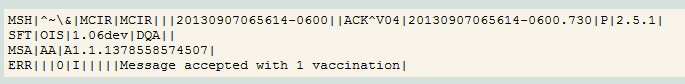 MSH|^~\&|MCIR|MCIR|||20130907065614-0600||ACK^V04|20130907065614-0600.730|P|2.5.1|
SFT|OIS|1.06dev|DQA||
MSA|AA|A1.1.1378558574507|
ERR|||0|I|||||Message accepted with 1 vaccination|